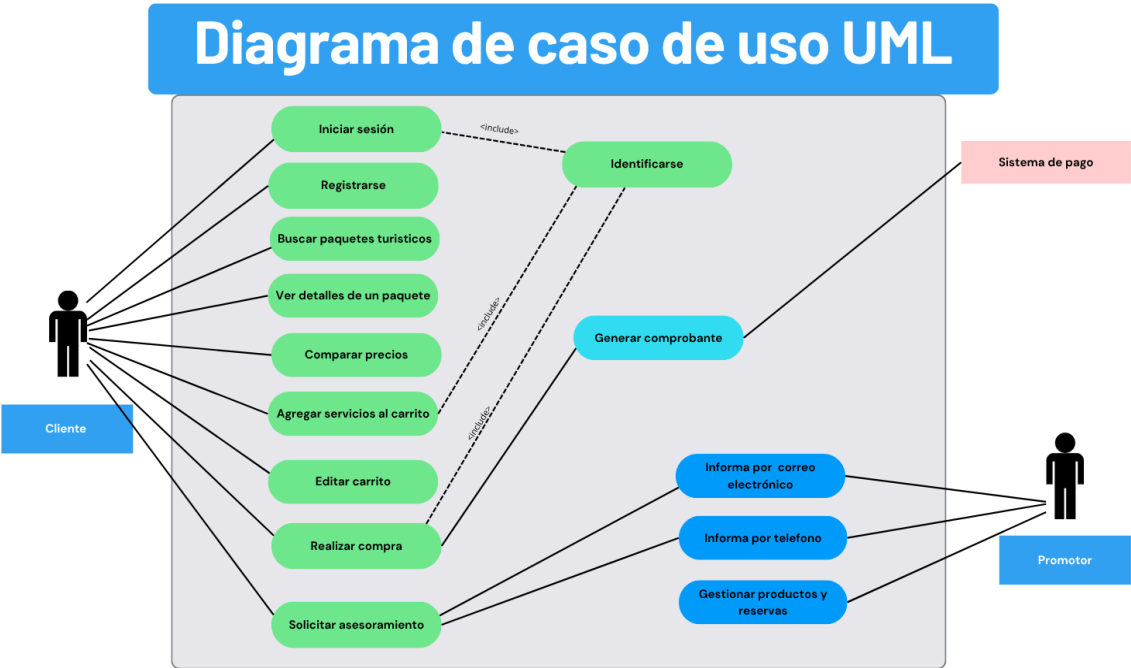 Diagrama de caso de uso UML
Iniciar sesión
<include>
Identificarse
Sistema de pago
Registrarse
Buscar paquetes turisticos
Ver detalles de un paquete
<include>
Generar comprobante
Comparar precios
Agregar servicios al carrito
<include>
Cliente
Editar carrito
Informa por correo
electrónico
Realizar compra
Informa por telefono
Promotor
Gestionar productos y
reservas
Solicitar asesoramiento